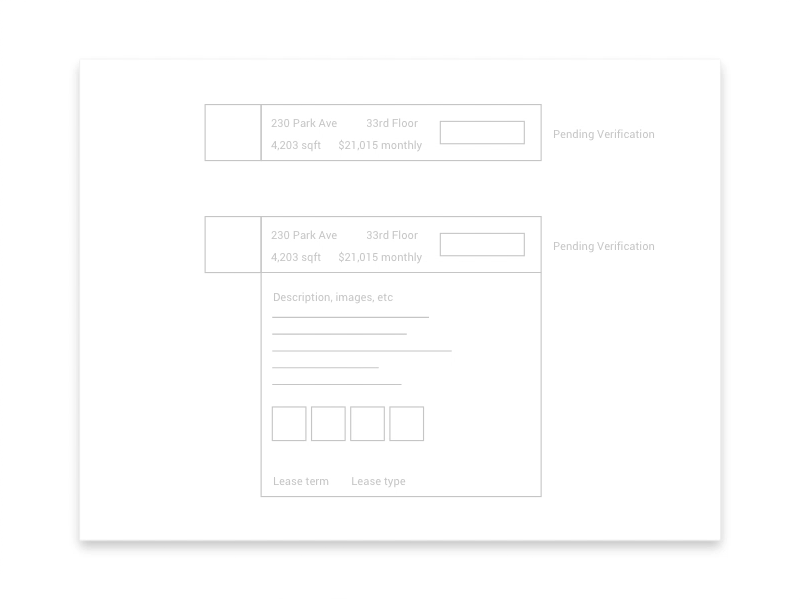 230 Park Ave 33rd Floor
4,203 sqft $21,015 monthly
Pending Verification
230 Park Ave 33rd Floor
4,203 sqft $21,015 monthly
Pending Verification
Description, images, etc
Lease term Lease type